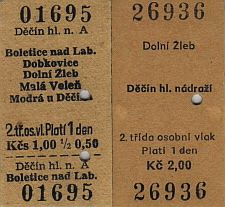 01695
Děčín hl. n. A
Boletice nad Lab.
Dobkovice
Dolní Žleb
Malá Veleň
Modrá u Děčína
2.tř.os.vl.Platí 1 den
Kčs 1,00 ½ 0,50
Děčín hl. n. A
Boletice nad Lab.
01695
26936
Dolní Žleb
Děčín hl. nádraží
2. třída osobní vlak
Platí 1 den
Kč 2,00
26936